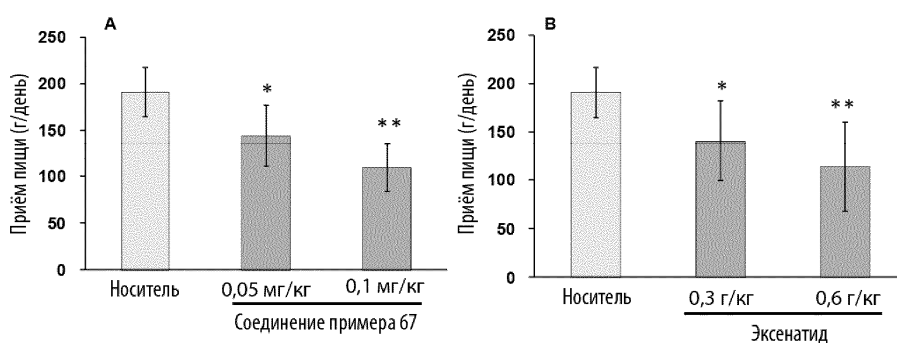 A
Приём пищи (г/день)
250
200
150
100
50
0
*
**
Носитель
0,05 мг/кг
0,1 мг/кг
Соединение примера 67
B
Приём пищи (г/день)
250
200
150
100
50
0
*
**
Носитель
0,3 г/кг
0,6 г/кг
Эксенатид